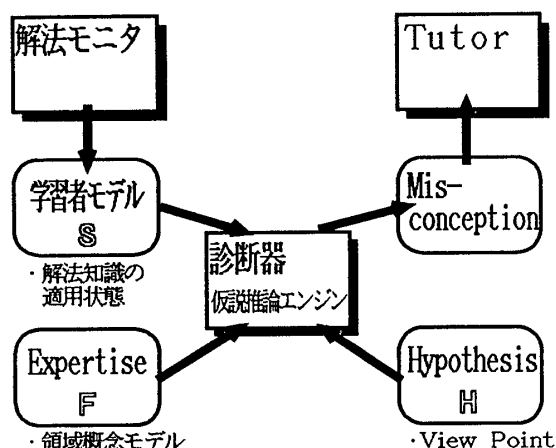 解法モニタ
Tutor
学習者モデル
S
・解法知識の
適用状態
Mis-
conception
診断器
仮説推論エンジン
Expertise
F
・領域概念モデル
Hypothesis
H
・View Point